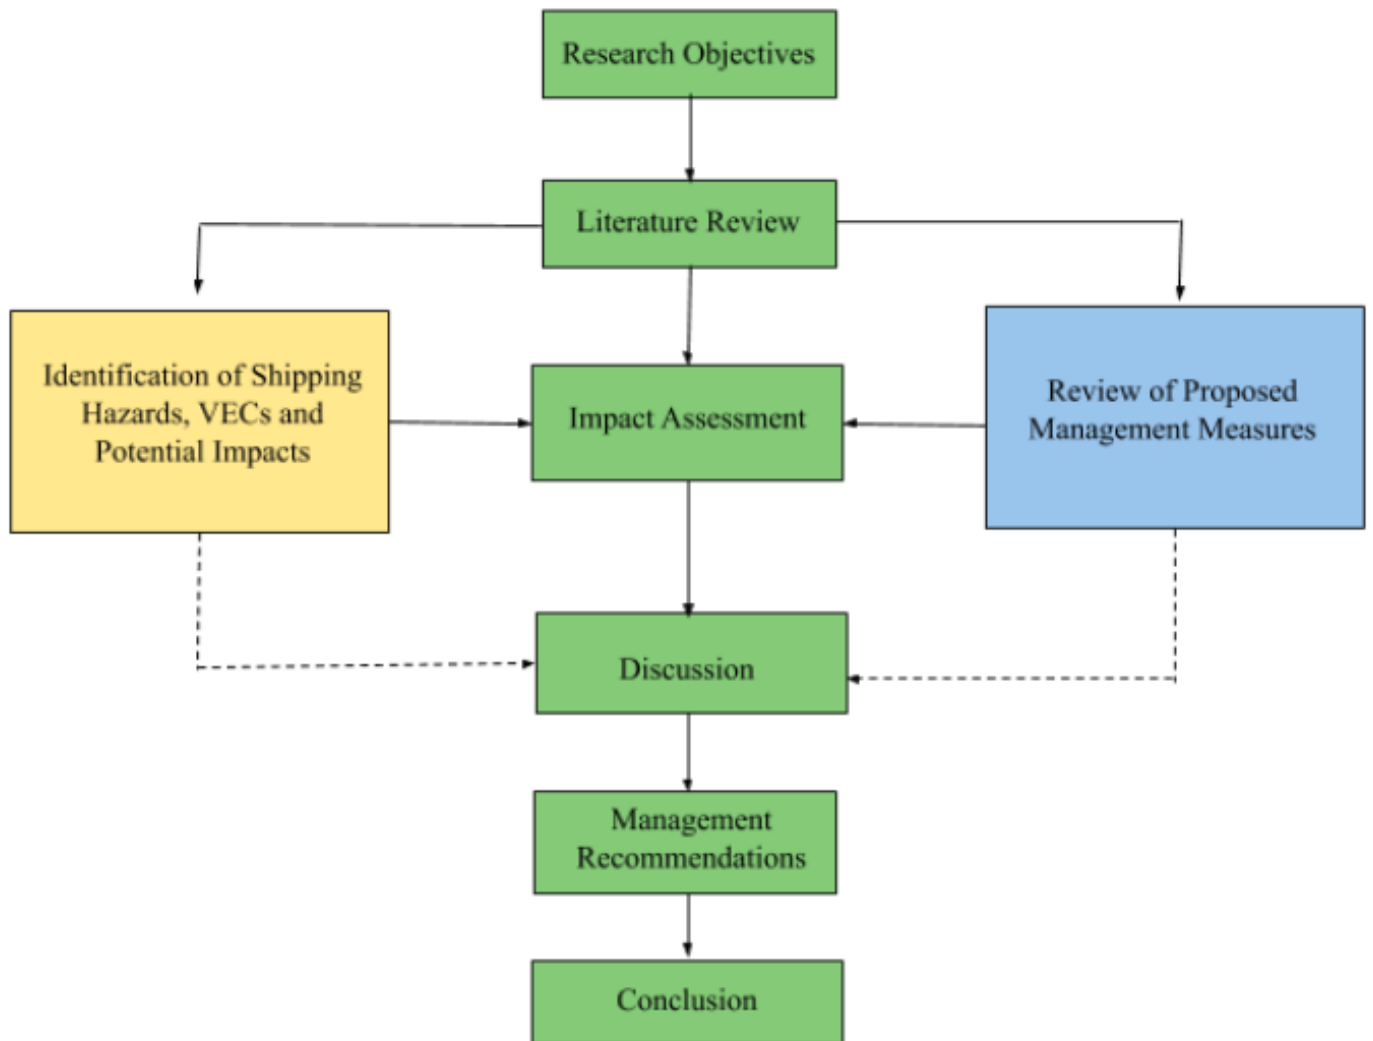 Research Objectives
Literature Review
Identification of Shipping
Hazards, VECs and
Potential Impacts
Impact Assessment
Review of Proposed
Management Measures
Discussion
Management
Recommendations
Conclusion